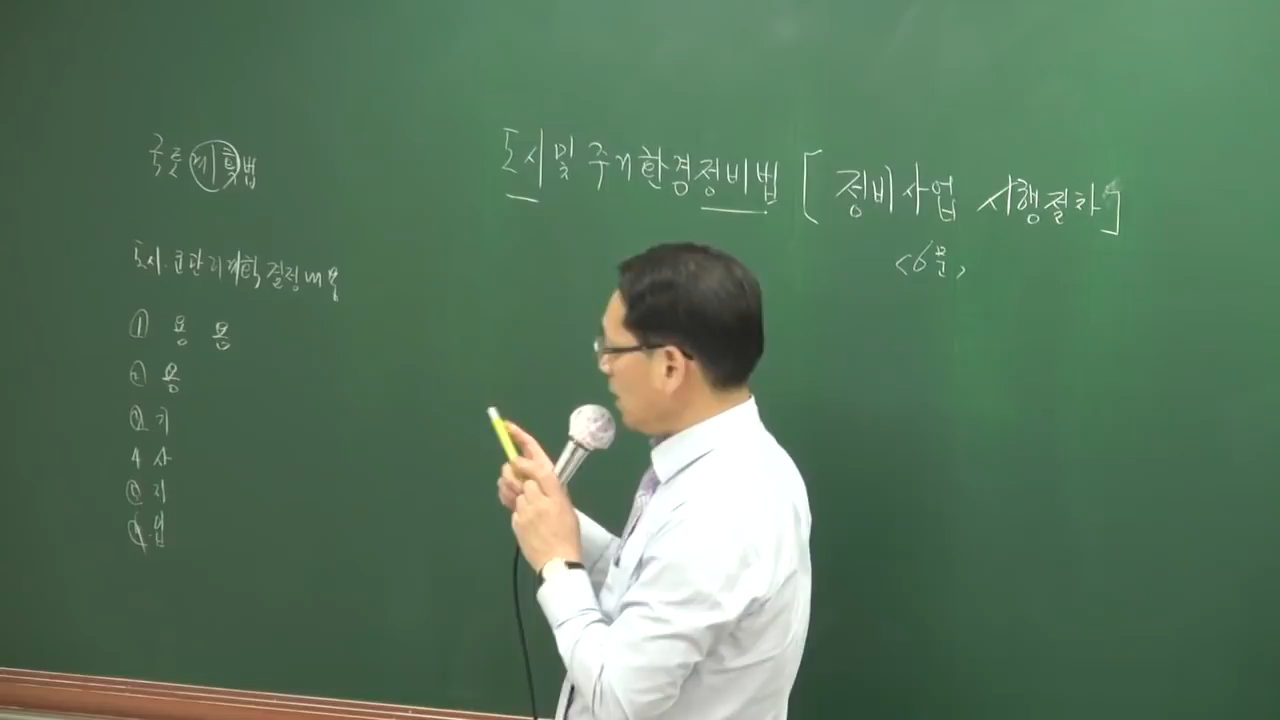 국토계획법
도시.군관리계획결정내용
① 용 용
② 용
③ 기
4 사
⑤ 지
⑥ 입
도시및주거환경정비법 [정비사업 시행절차]
<6문>